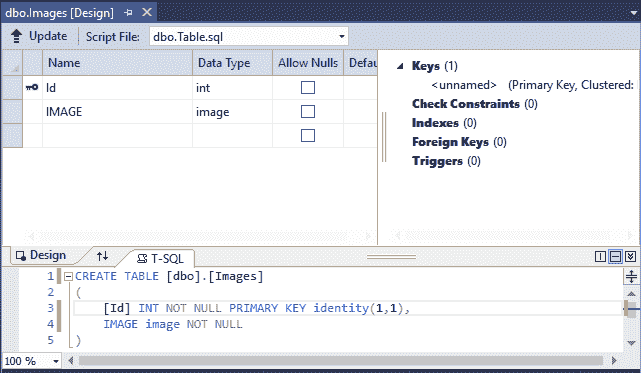 dbo.Images [Design]
Update Script File: dbo.Table.sql
Name Data Type Allow Nulls Defau
Id int
IMAGE image
Keys (1)
<unnamed> (Primary Key, Clustered:
Check Constraints (0)
Indexes (0)
Foreign Keys (0)
Triggers (0)
Design T-SQL
1 CREATE TABLE [dbo].[Images]
2 (
3 [Id] INT NOT NULL PRIMARY KEY identity(1,1),
4 IMAGE image NOT NULL
5 )
100 %